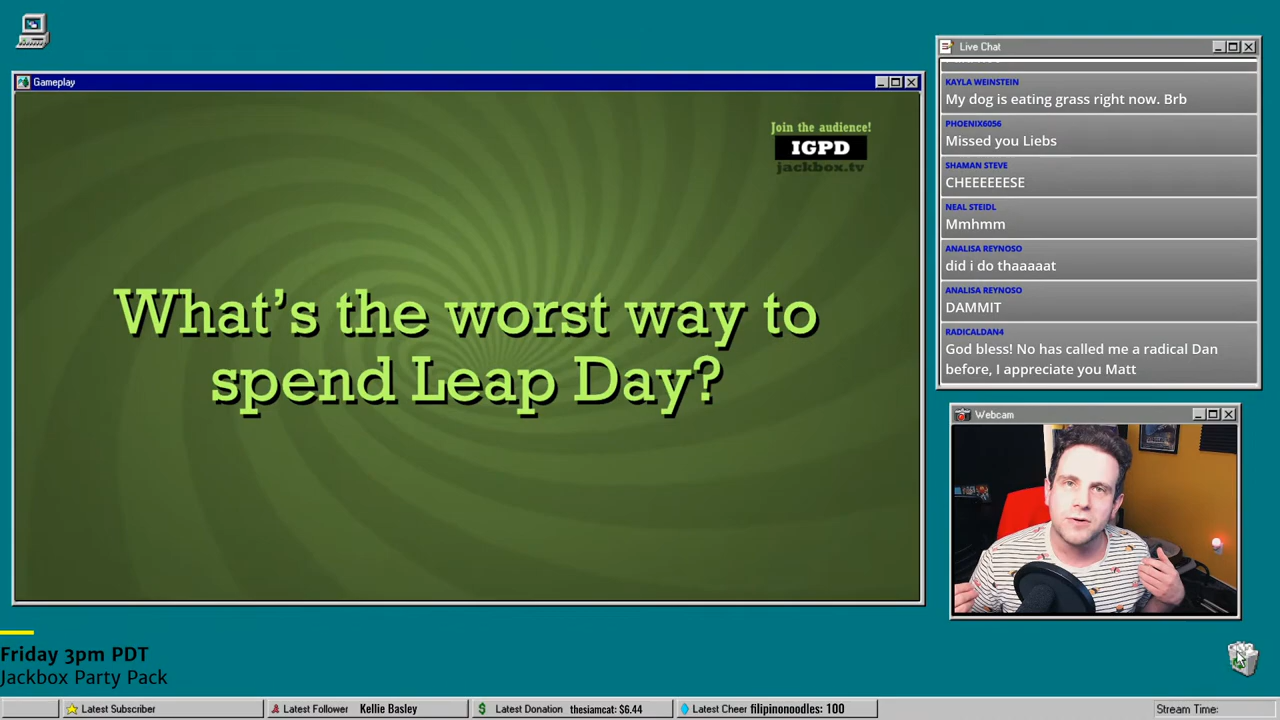 Gameplay
Join the audience!
IGPD
jackbox.tv
What's the worst way to
spend Leap Day?
Live Chat
KAYLA WEINSTEIN
My dog is eating grass right now. Brb
PHOENIX6056
Missed you Liebs
SHAMAN STEVE
CHEEEEEESE
NEAL STEIDL
Mmhmm
ANALISA REYNOSO
did i do thaaaaat
ANALISA REYNOSO
DAMMIT
RADICALDAN4
God bless! No has called me a radical Dan
before, I appreciate you Matt
Webcam
Friday 3pm PDT
Jackbox Party Pack
Latest Subscriber
Latest Follower Kellie Basley
Latest Donation thesiamcat: $6.44
Latest Cheer filipinonoodles: 100
Stream Time: